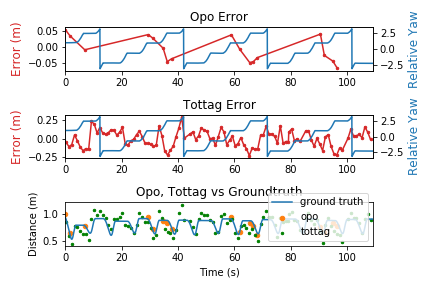 Opo Error
Error (m)
0.05
0.00
−0.05
2.5
0.0
−2.5
Relative Yaw
0 20 40 60 80 100
Tottag Error
Error (m)
0.25
0.00
−0.25
2.5
0.0
−2.5
Relative Yaw
0 20 40 60 80 100
Opo, Tottag vs Groundtruth
Distance (m)
1.0
0.5
ground truth
opo
tottag
0 20 40 60 80 100
Time (s)